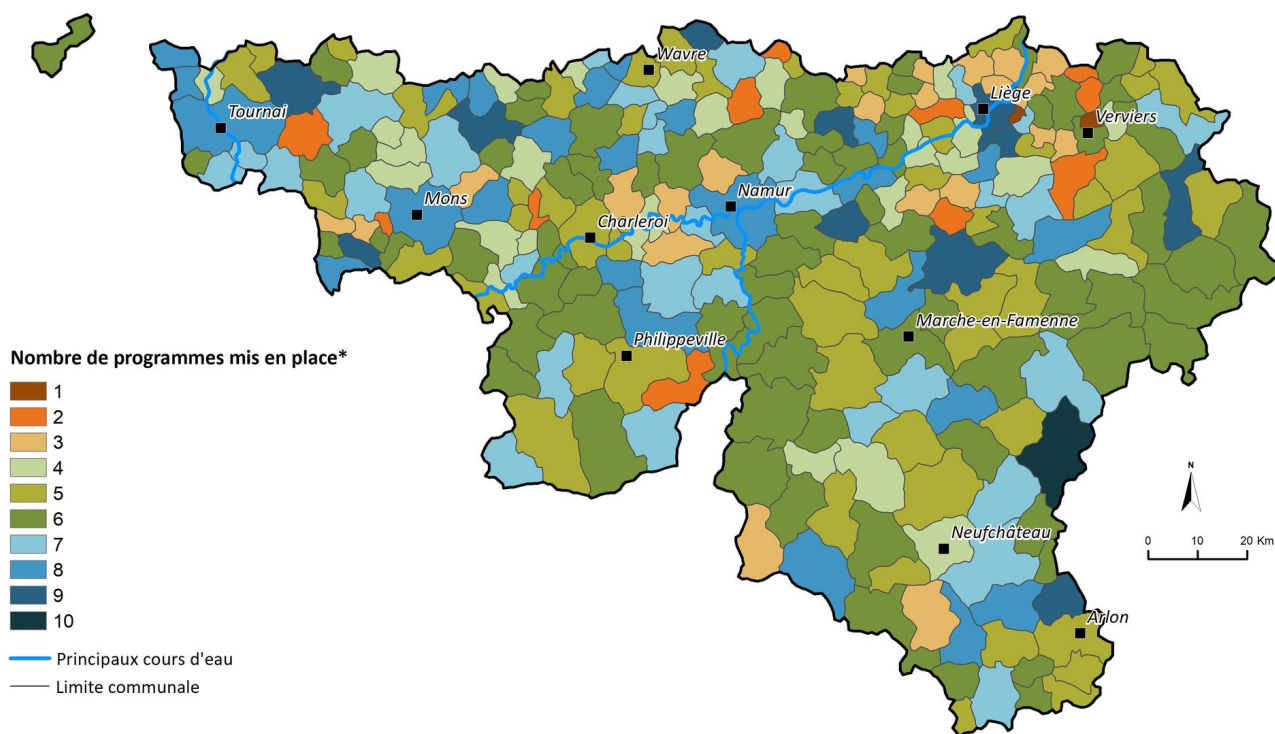 Wavre
Liège
Tournai
Verviers
Namur
Mons
Charleroi
Marche-en-Famenne
Philippeville
Nombre de programmes mis en place*
1
2
3
4
5
6
7
8
9
10
N
Neufchâteau
0 10 20 Km
Arlon
Principaux cours d'eau
Limite communale